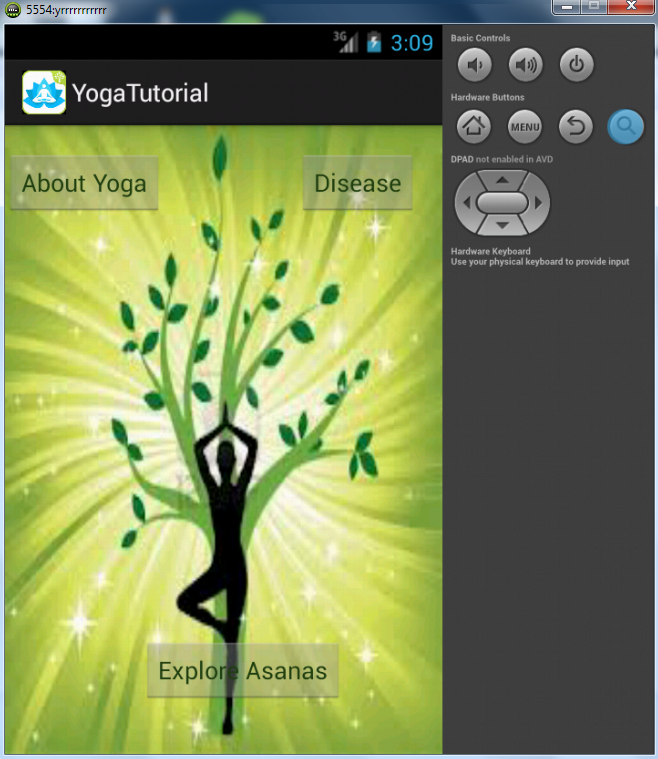 5554:yrrrrrrrrrrr
3G
3:09
YogaTutorial
About Yoga
Disease
Explore Asanas
Basic Controls
Hardware Buttons
MENU
DPAD not enabled in AVD
Hardware Keyboard
Use your physical keyboard to provide input